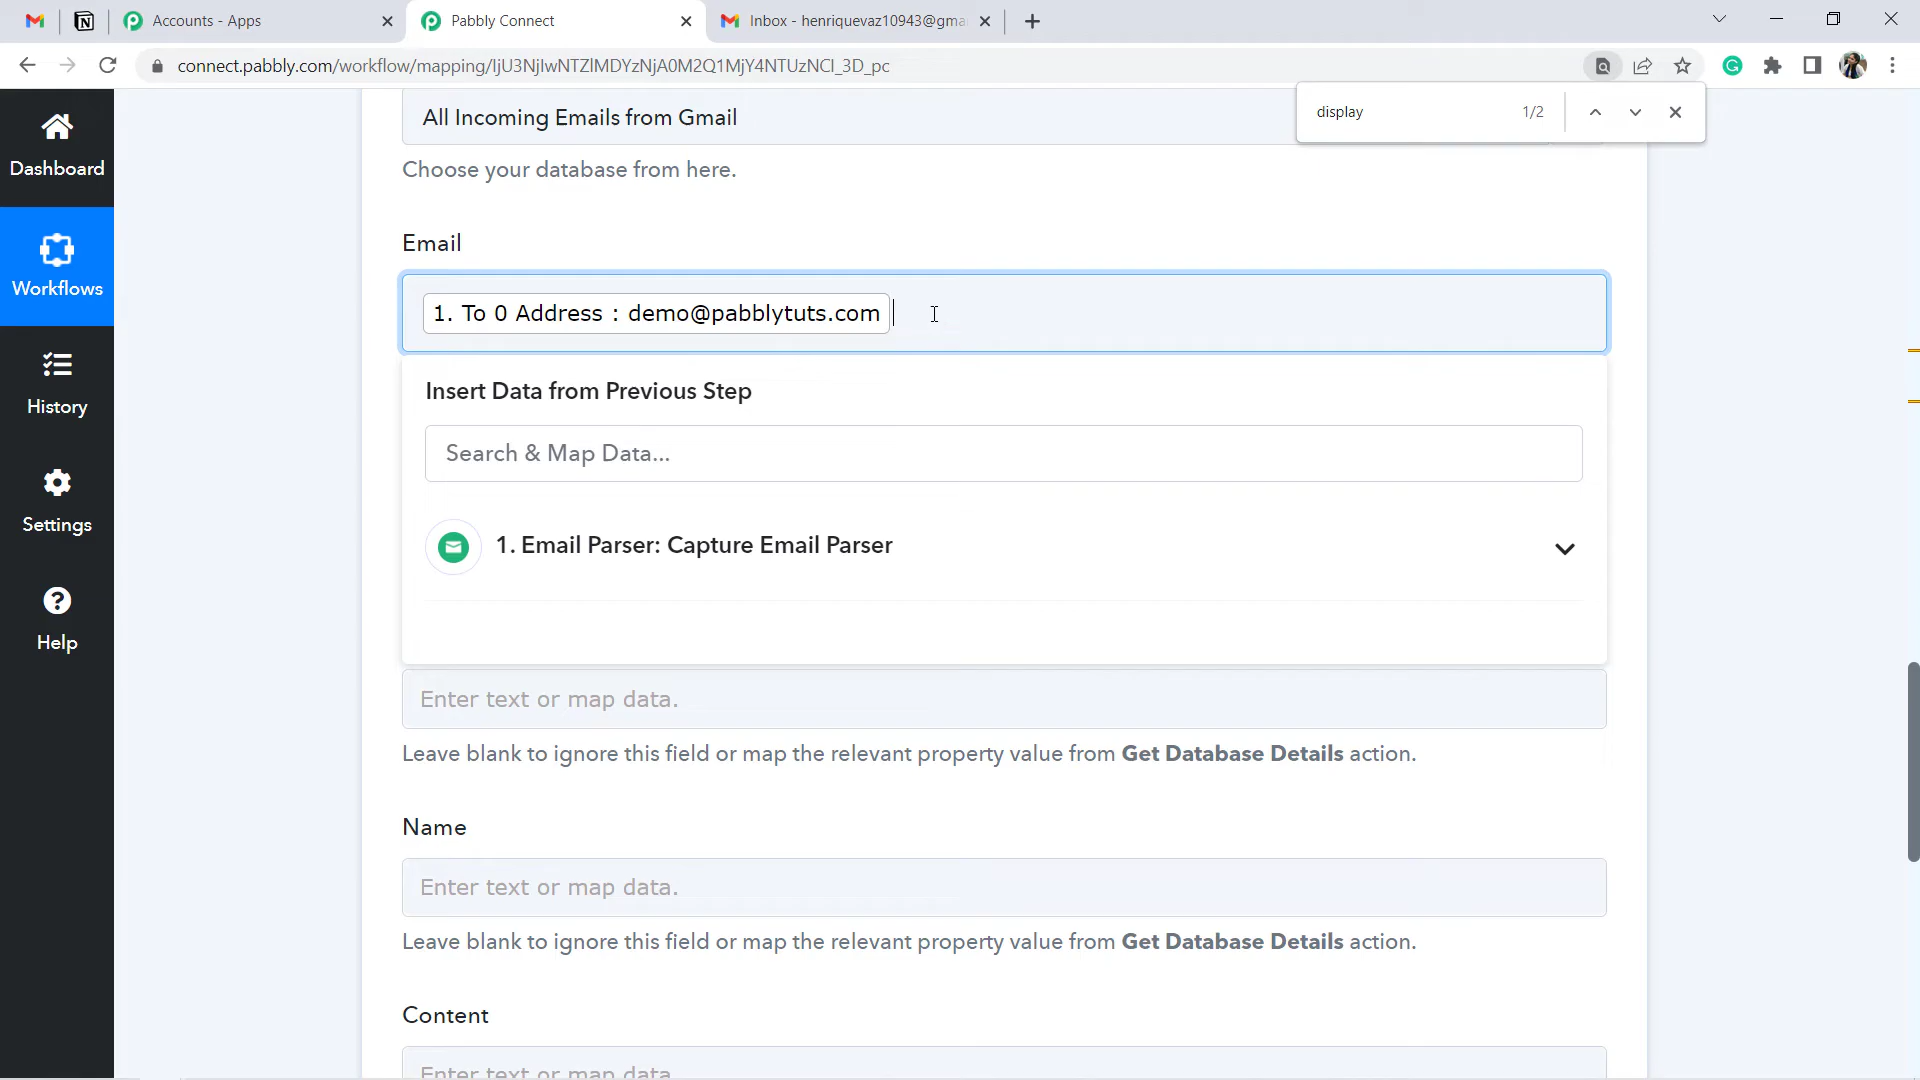 Accounts - Apps
Pabbly Connect
Inbox - henriquevaz10943@gma
connect.pabbly.com/workflow/mapping/IjU3NjIwNTZlMDYzNjA0M2Q1MjY4NTUzNCI_3D_pc
display 1/2
Dashboard
Workflows
History
Settings
Help
All Incoming Emails from Gmail
Choose your database from here.
Email
1. To 0 Address : demo@pabblytuts.com
Insert Data from Previous Step
Search & Map Data...
1. Email Parser: Capture Email Parser
Enter text or map data.
Leave blank to ignore this field or map the relevant property value from Get Database Details action.
Name
Enter text or map data.
Leave blank to ignore this field or map the relevant property value from Get Database Details action.
Content
Enter text or map data.